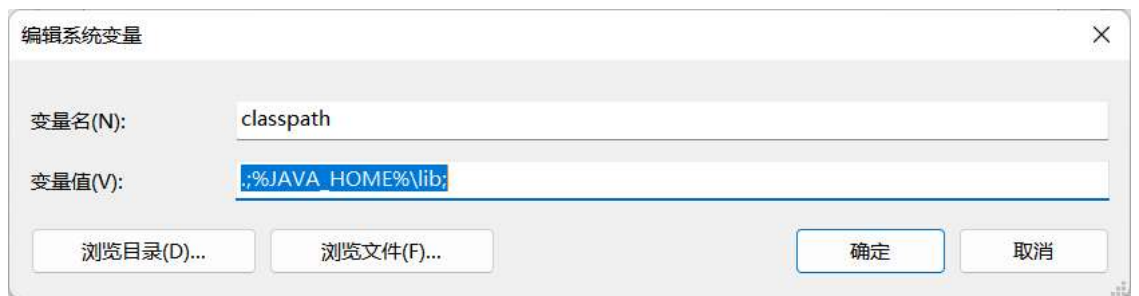 编辑系统变量
变量名(N): classpath
变量值(V): .;%JAVA_HOME%\lib;
浏览目录(D)... 浏览文件(F)... 确定 取消